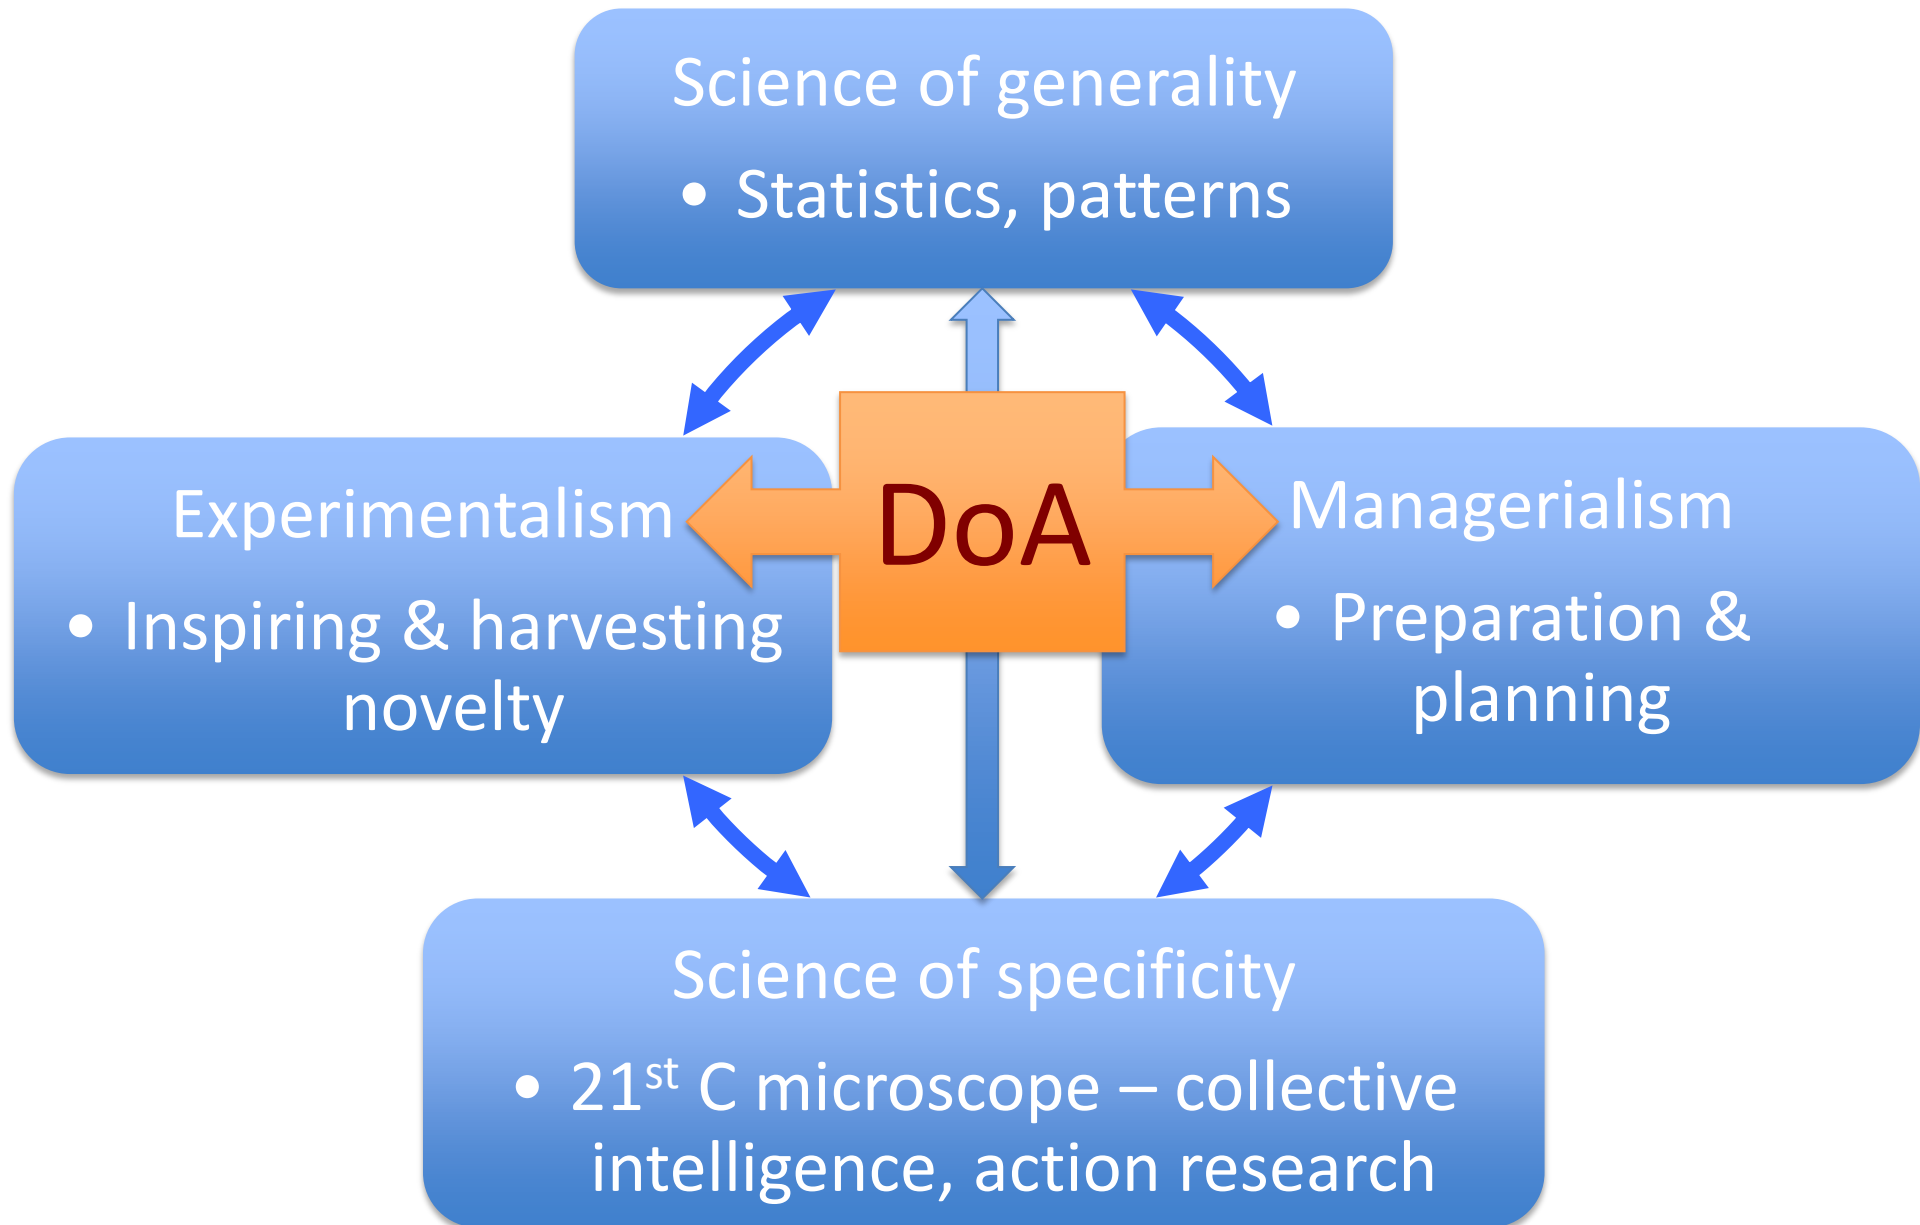 Science of generality
• Statistics, patterns
Experimentalism
• Inspiring & harvesting
novelty
DoA
Managerialism
• Preparation &
planning
Science of specificity
• 21st C microscope – collective
intelligence, action research